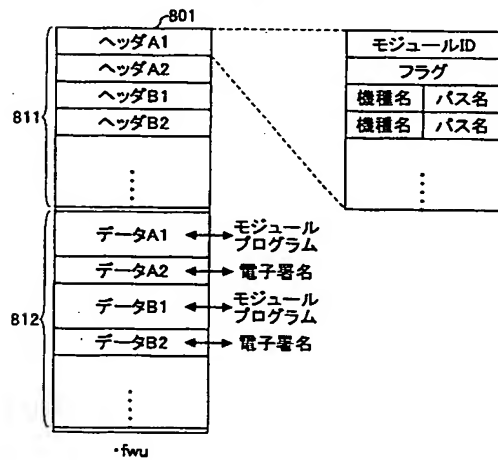 801
ヘッダA1
ヘッダA2
ヘッダB1
ヘッダB2
811
モジュールID
フラグ
機種名 パス名
機種名 パス名
データA1
モジュール
プログラム
データA2
電子署名
812
データB1
モジュール
プログラム
データB2
電子署名
・fwu